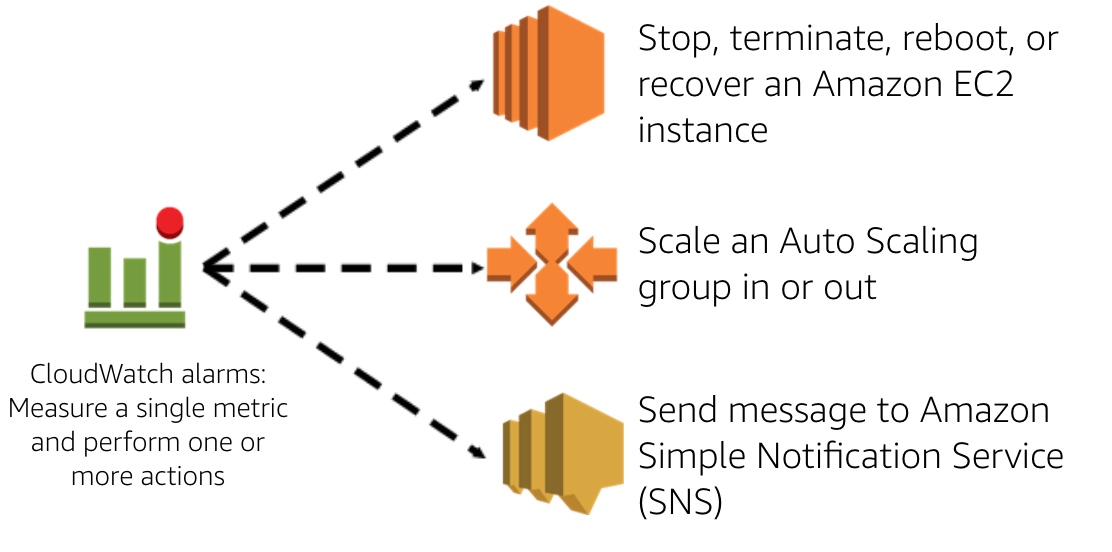 Stop, terminate, reboot, or
recover an Amazon EC2
instance
Scale an Auto Scaling
group in or out
CloudWatch alarms:
Measure a single metric
and perform one or
more actions
Send message to Amazon
Simple Notification Service
(SNS)